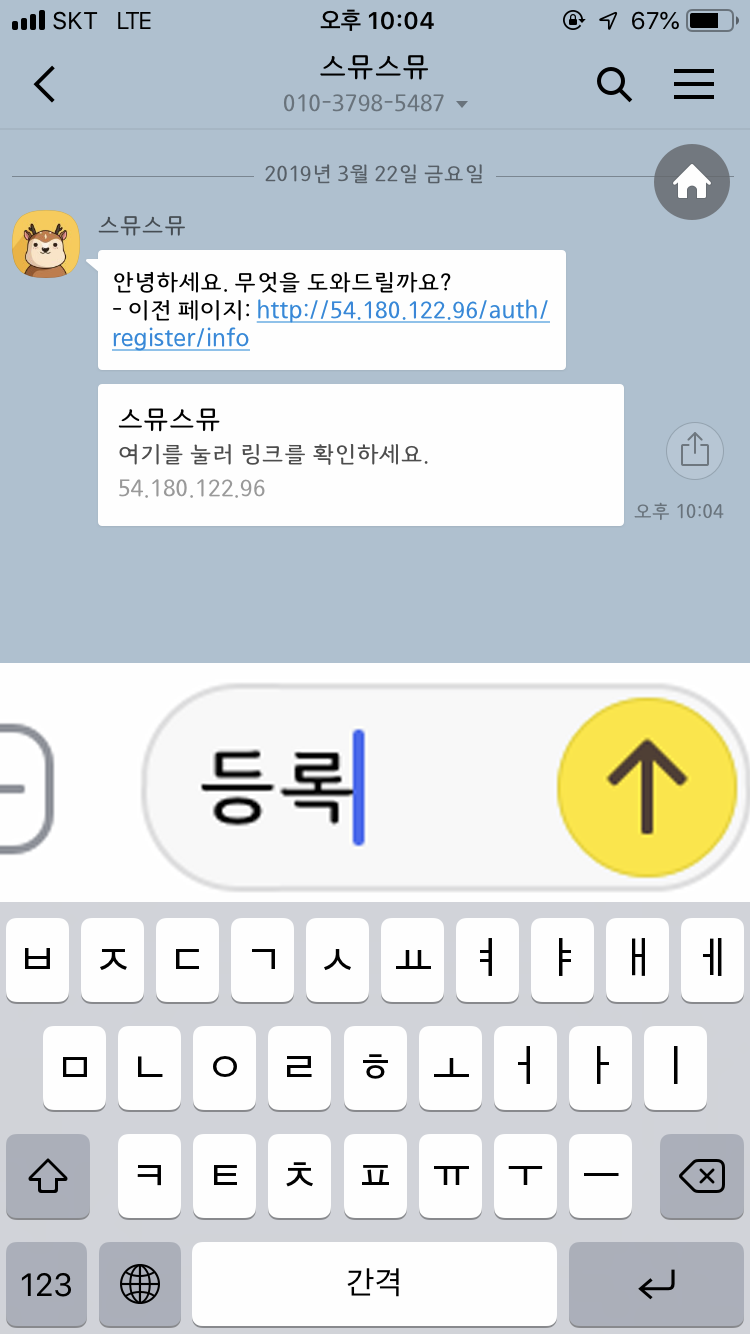 SKT LTE 오후 10:04 67%
스뮤스뮤
010-3798-5487
2019년 3월 22일 금요일
스뮤스뮤
안녕하세요. 무엇을 도와드릴까요?
- 이전 페이지: http://54.180.122.96/auth/
register/info
스뮤스뮤
여기를 눌러 링크를 확인하세요.
54.180.122.96
오후 10:04
등록
ㅂ ㅈ ㄷ ㄱ ㅅ ㅛ ㅕ ㅑ ㅐ ㅔ
ㅁ ㄴ ㅇ ㄹ ㅎ ㅗ ㅓ ㅏ ㅣ
ㅋ ㅌ ㅊ ㅍ ㅠ ㅜ ㅡ
123 간격